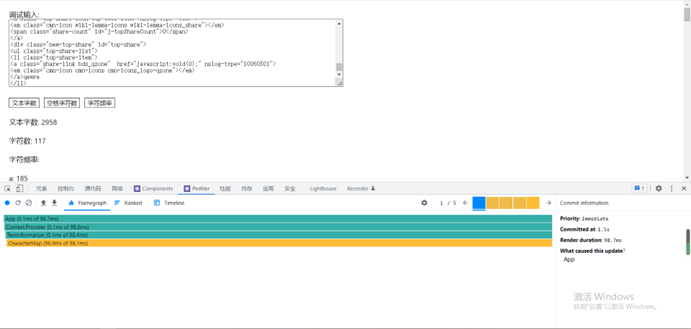 调试输入:
<em class="cmn-icon wiki-lemma-icons wiki-lemma-icons_share"></em>
<span class="share-count" id="j-topShareCount">0</span>
</a>
<div class="new-top-share" id="top-share">
<ul class="top-share-list">
<li class="top-share-item">
<a class="share-link bds_qzone" href="javascript:void(0);" nslog-type="10060501">
<em class="cmn-icon cmn-icons cmn-icons_logo-qzone"></em>
</a>qewre
</li>
文本字数 空格字符数 字符频率
文本字数: 2958
字符数: 117
字符频率:
a: 185
元素 控制台 源代码 网络 Components Profiler 性能 内存 应用 安全 Lighthouse Recorder 1
Flamegraph Ranked Timeline 1 / 5 Commit information
App (0.1ms of 98.7ms)
Context.Provider (0.1ms of 98.6ms)
TextInformation (0.1ms of 98.4ms)
CharacterMap (96.9ms of 98.1ms)
Priority: Immediate
Committed at: 1.5s
Render duration: 98.7ms
What caused this update?
App
激活 Windows
转到"设置"以激活 Windows。